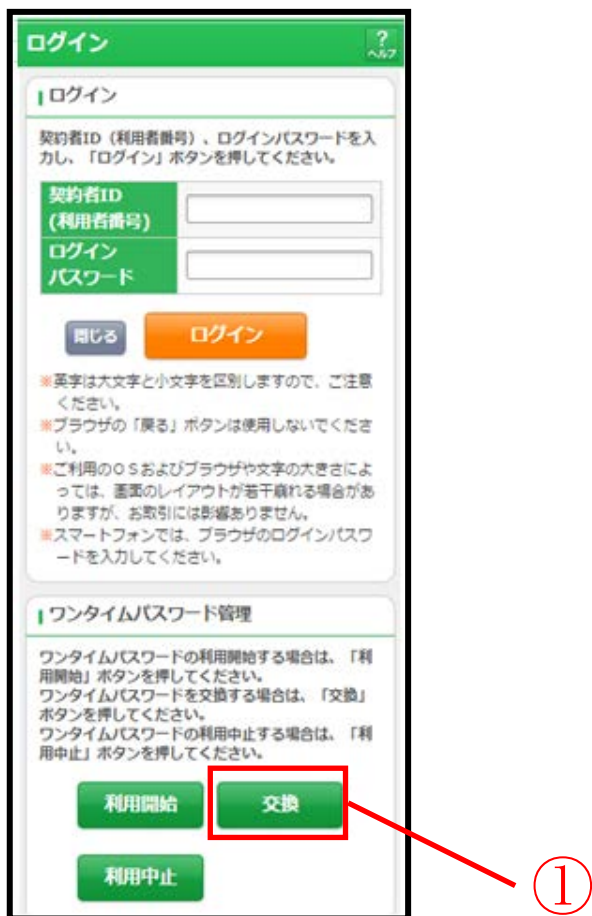 ログイン
?
ヘルプ
ログイン
契約者ID（利用者番号）、ログインパスワードを入
力し、「ログイン」ボタンを押してください。
契約者ID
(利用者番号)
ログイン
パスワード
閉じる
ログイン
※英字は大文字と小文字を区別しますので、ご注意
ください。
※ブラウザの「戻る」ボタンは使用しないでくださ
い。
※ご利用のＯＳおよびブラウザや文字の大きさによ
っては、画面のレイアウトが若干崩れる場合があ
りますが、お取引には影響ありません。
※スマートフォンでは、ブラウザのログインパスワ
ードを入力してください。
ワンタイムパスワード管理
ワンタイムパスワードの利用開始する場合は、「利
用開始」ボタンを押してください。
ワンタイムパスワードを交換する場合は、「交換」
ボタンを押してください。
ワンタイムパスワードの利用中止する場合は、「利
用中止」ボタンを押してください。
利用開始
交換
①
利用中止